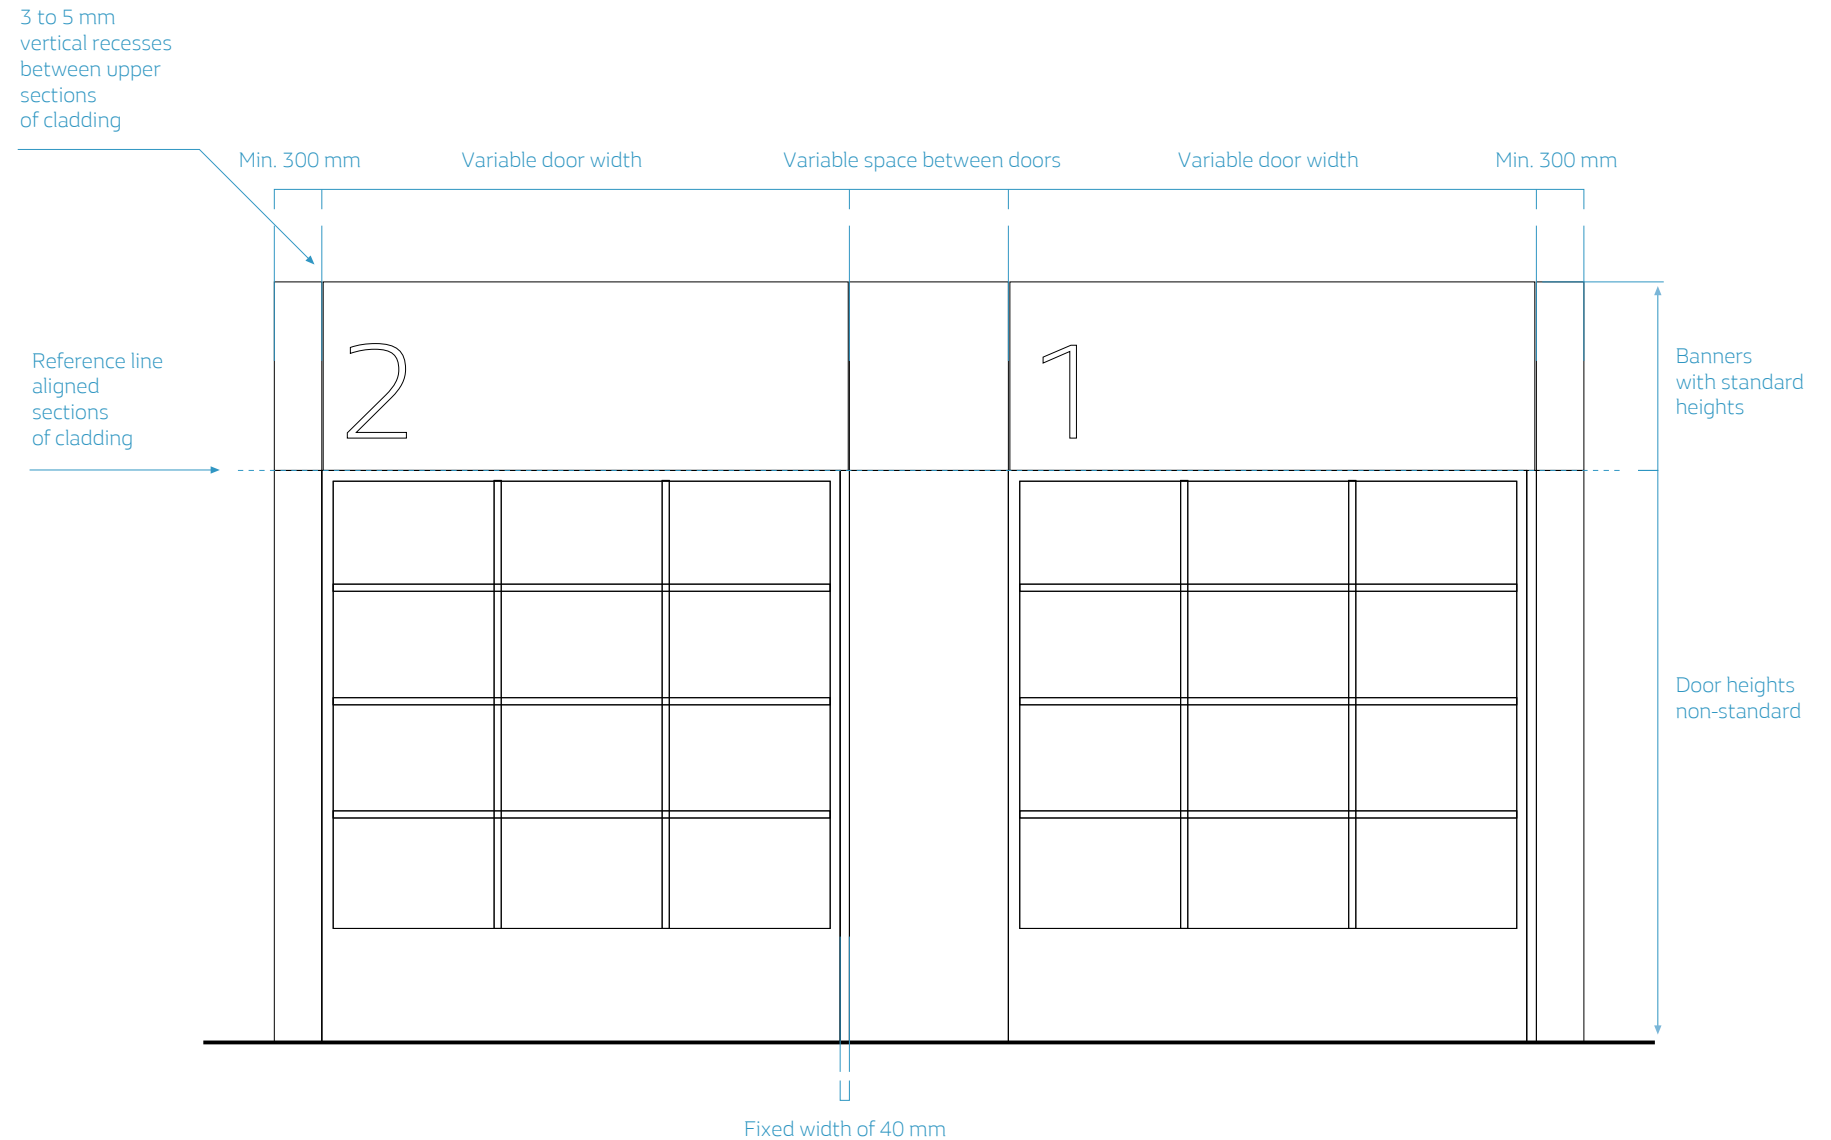 3 to 5 mm
vertical recesses
between upper
sections
of cladding
Min. 300 mm
Variable door width
Variable space between doors
Variable door width
Min. 300 mm
2
1
Reference line
aligned
sections
of cladding
Banners
with standard
heights
Door heights
non-standard
Fixed width of 40 mm